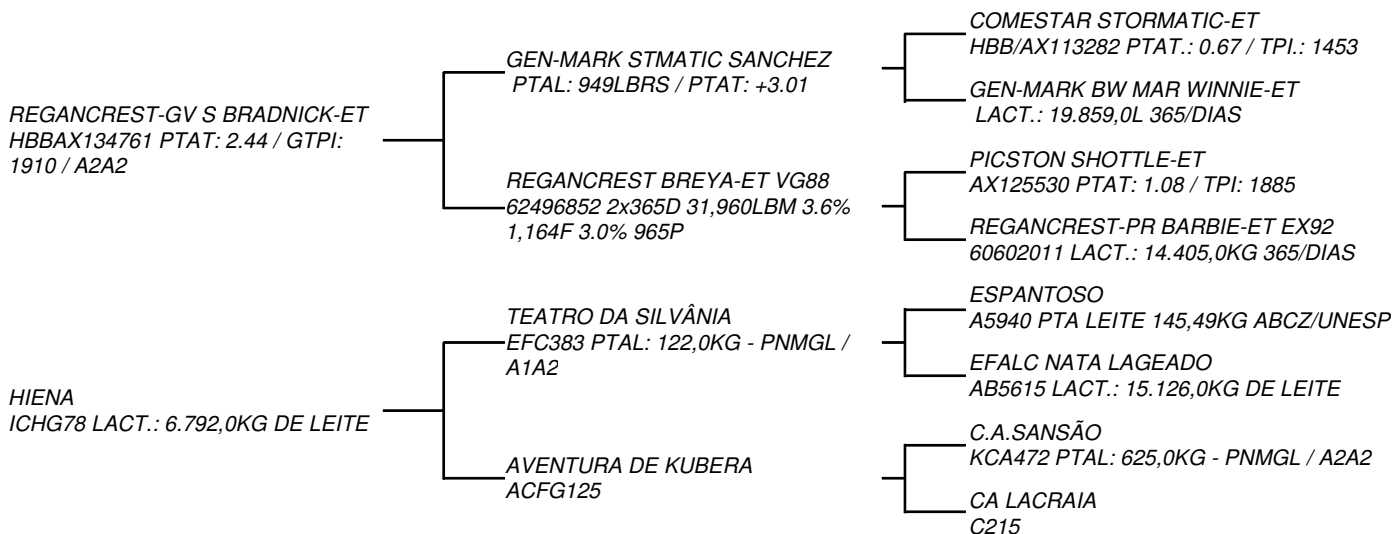 REGANCREST-GV S BRADNICK-ET
HBBAX134761 PTAT: 2.44 / GTPI:
1910 / A2A2
HIENA
ICHG78 LACT.: 6.792,0KG DE LEITE
GEN-MARK STMATIC SANCHEZ
PTAL: 949LBRS / PTAT: +3.01
REGANCREST BREYA-ET VG88
62496852 2x365D 31,960LBM 3.6%
1,164F 3.0% 965P
TEATRO DA SILVÂNIA
EFC383 PTAL: 122,0KG - PNMGL /
A1A2
AVENTURA DE KUBERA
ACFG125
COMESTAR STORMATIC-ET
HBB/AX113282 PTAT.: 0.67 / TPI.: 1453
GEN-MARK BW MAR WINNIE-ET
LACT.: 19.859,0L 365/DIAS
PICSTON SHOTTLE-ET
AX125530 PTAT: 1.08 / TPI: 1885
REGANCREST-PR BARBIE-ET EX92
60602011 LACT.: 14.405,0KG 365/DIAS
ESPANTOSO
A5940 PTA LEITE 145,49KG ABCZ/UNESP
EFALC NATA LAGEADO
AB5615 LACT.: 15.126,0KG DE LEITE
C.A.SANSÃO
KCA472 PTAL: 625,0KG - PNMGL / A2A2
CA LACRAIA
C215